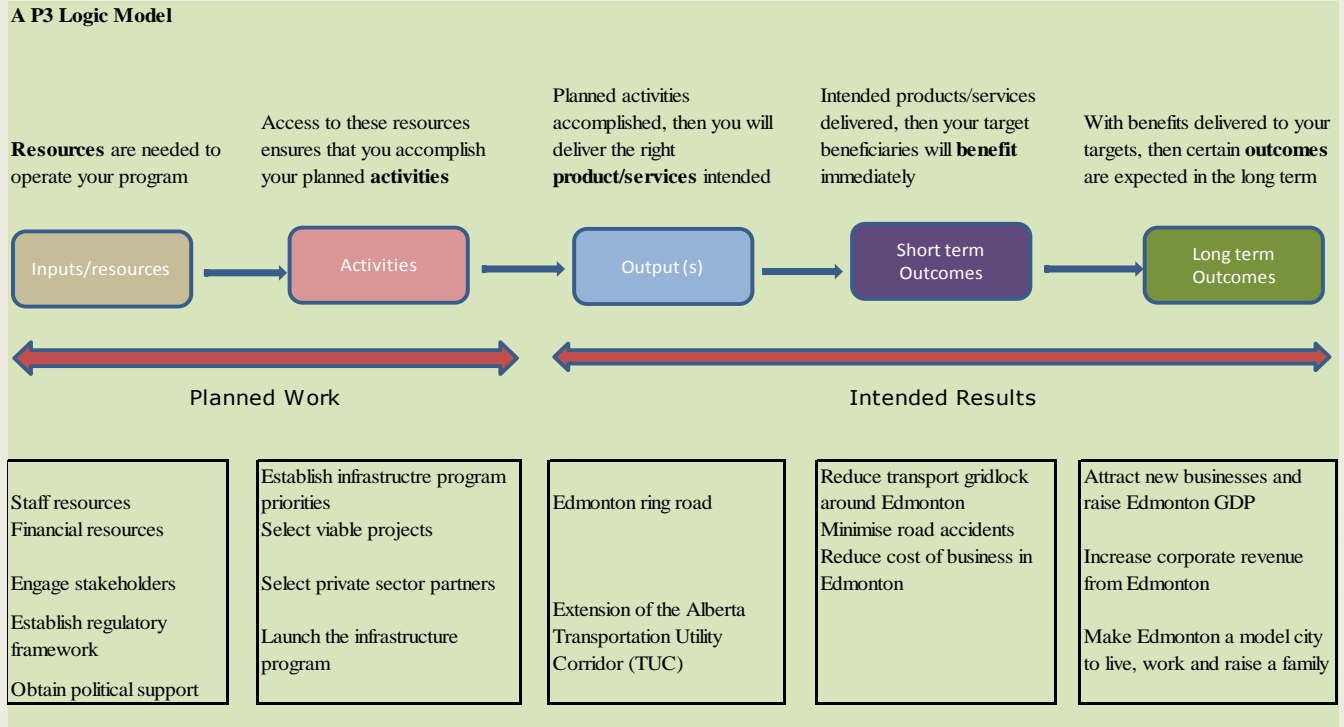 A P3 Logic Model
Resources are needed to
operate your program
Access to these resources
ensures that you accomplish
your planned activities
Planned activities
accomplished, then you will
deliver the right
product/services intended
Intended products/services
delivered, then your target
beneficiaries will benefit
immediately
With benefits delivered to your
targets, then certain outcomes
are expected in the long term
Inputs/resources
Activities
Output(s)
Short term
Outcomes
Long term
Outcomes
Planned Work
Intended Results
Staff resources
Financial resources
Engage stakeholders
Establish regulatory
framework
Obtain political support
Establish infrastructre program
priorities
Select viable projects
Select private sector partners
Launch the infrastructure
program
Edmonton ring road
Extension of the Alberta
Transportation Utility
Corridor (TUC)
Reduce transport gridlock
around Edmonton
Minimise road accidents
Reduce cost of business in
Edmonton
Attract new businesses and
raise Edmonton GDP
Increase corporate revenue
from Edmonton
Make Edmonton a model city
to live, work and raise a family